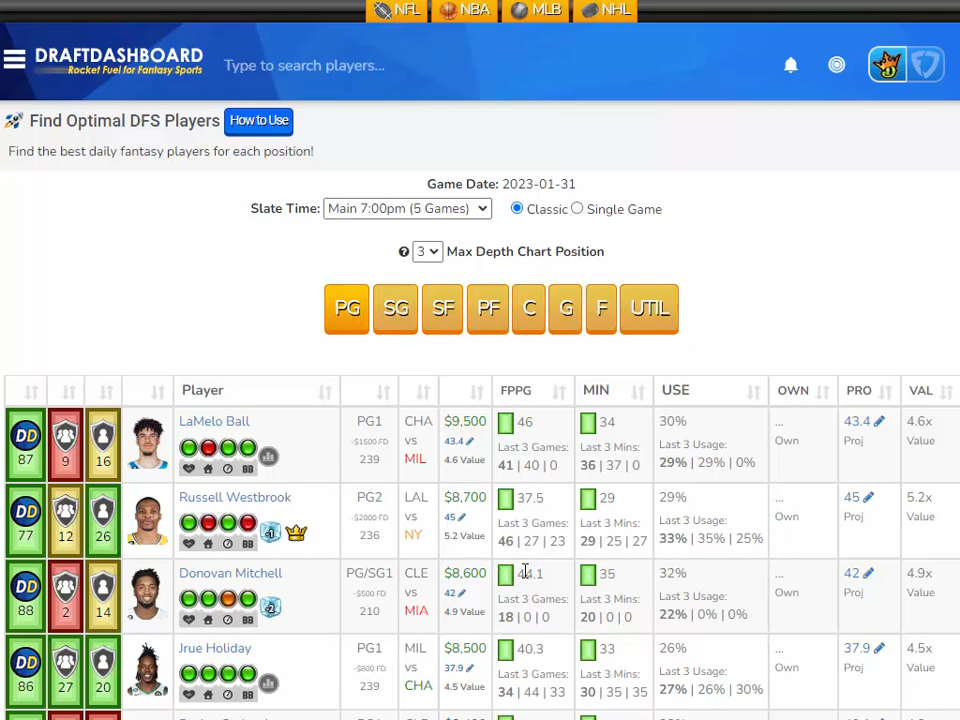 NFL NBA MLB NHL
DRAFTDASHBOARD
Rocket Fuel for Fantasy Sports
Type to search players...
Find Optimal DFS Players How to Use
Find the best daily fantasy players for each position!
Game Date: 2023-01-31
Slate Time: Main 7:00pm (5 Games) Classic Single Game
3 Max Depth Chart Position
PG SG SF PF C G F UTIL
Player FPPG MIN USE OWN PRO VAL
DD 87 9 16 LaMelo Ball BB PG1 -$1500 FD 239 CHA vs MIL $9,500 43.4 4.6 Value 46 Last 3 Games: 41 | 40 | 0 34 Last 3 Mins: 36 | 37 | 0 30% Last 3 Usage: 29% | 29% | 0% ... Own 43.4 Proj 4.6x Value
DD 77 12 26 Russell Westbrook BB 1 PG2 -$2000 FD 236 LAL vs NY $8,700 45 5.2 Value 37.5 Last 3 Games: 46 | 27 | 23 29 Last 3 Mins: 29 | 25 | 27 29% Last 3 Usage: 33% | 35% | 25% ... Own 45 Proj 5.2x Value
DD 88 2 14 Donovan Mitchell BB 2 PG/SG1 -$500 FD 210 CLE vs MIA $8,600 42 4.9 Value 44.1 Last 3 Games: 18 | 0 | 0 35 Last 3 Mins: 20 | 0 | 0 32% Last 3 Usage: 22% | 0% | 0% ... Own 42 Proj 4.9x Value
DD 86 27 20 Jrue Holiday BB PG1 -$800 FD 239 MIL vs CHA $8,500 37.9 4.5 Value 40.3 Last 3 Games: 34 | 44 | 33 33 Last 3 Mins: 30 | 35 | 35 26% Last 3 Usage: 27% | 26% | 30% ... Own 37.9 Proj 4.5x Value